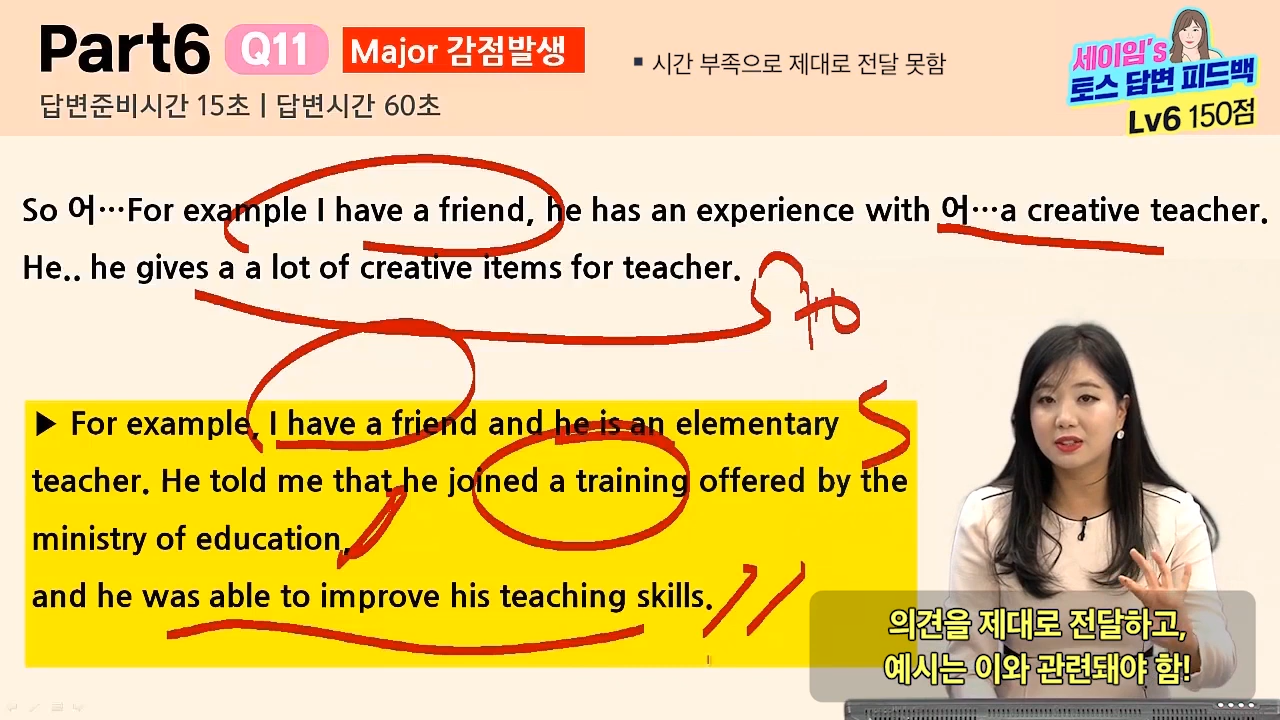 Part6 Q11 Major 감점발생
▪ 시간 부족으로 제대로 전달 못함
답변준비시간 15초 | 답변시간 60초
세이임's
토스 답변 피드백
Lv6 150점
So 어…For example I have a friend, he has an experience with 어…a creative teacher.
He.. he gives a a lot of creative items for teacher.
to
▶ For example, I have a friend and he is an elementary
teacher. He told me that he joined a training offered by the
ministry of education,
and he was able to improve his teaching skills.
의견을 제대로 전달하고,
예시는 이와 관련돼야 함!